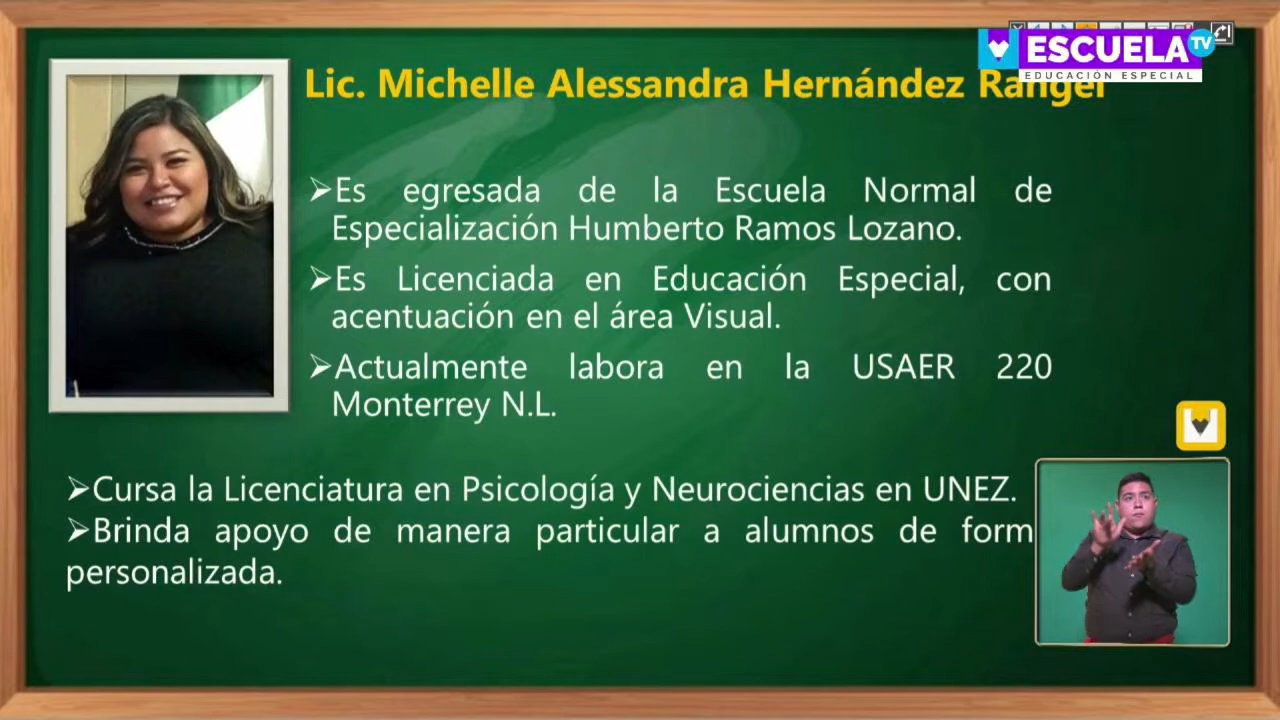 ESCUELA TV
EDUCACIÓN ESPECIAL
Lic. Michelle Alessandra Hernández Rangel
➢Es egresada de la Escuela Normal de
Especialización Humberto Ramos Lozano.
➢Es Licenciada en Educación Especial, con
acentuación en el área Visual.
➢Actualmente labora en la USAER 220
Monterrey N.L.
➢Cursa la Licenciatura en Psicología y Neurociencias en UNEZ.
➢Brinda apoyo de manera particular a alumnos de form
personalizada.